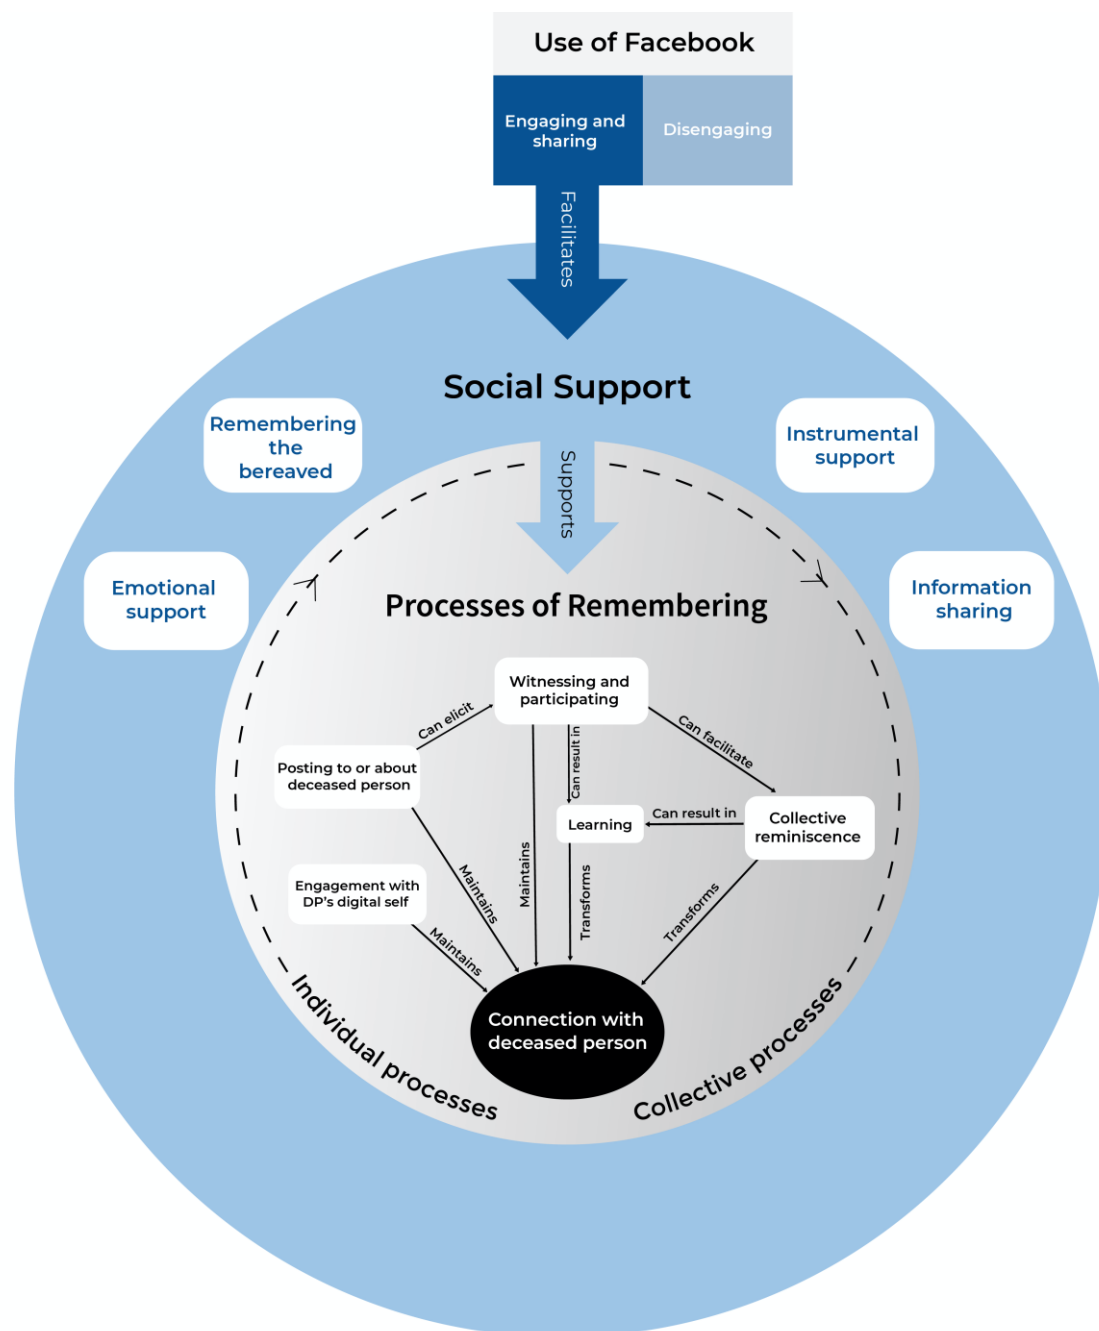 Use of Facebook
Engaging and
sharing
Disengaging
Facilitates
Social Support
Remembering
the
bereaved
Instrumental
support
Emotional
support
Information
sharing
Supports
Processes of Remembering
Witnessing and
participating
Can elicit
Can result in
Can facilitate
Posting to or about
deceased person
Learning
Can result in
Collective
reminiscence
Engagement with
DP's digital self
Maintains
Maintains
Maintains
Transforms
Transforms
Connection with
deceased person
Individual processes
Collective processes